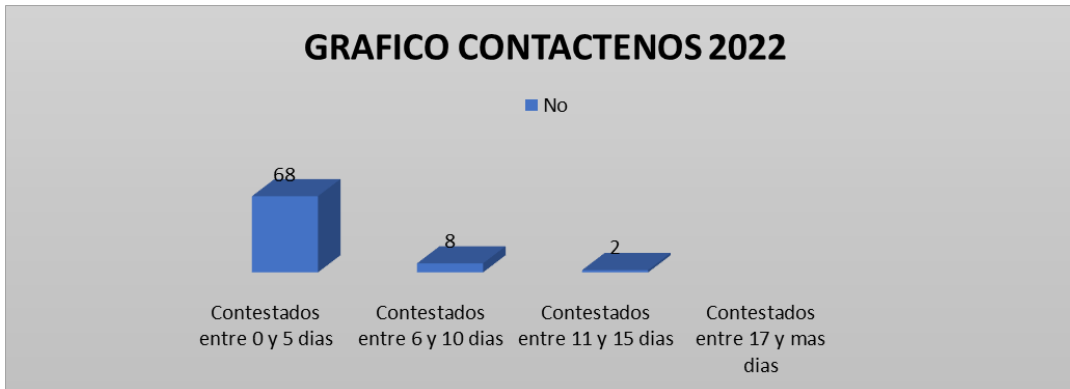 GRAFICO CONTACTENOS 2022
No
68
8
2
Contestados
entre 0 y 5 dias
Contestados
entre 6 y 10 dias
Contestados
entre 11 y 15 dias
Contestados
entre 17 y mas
dias